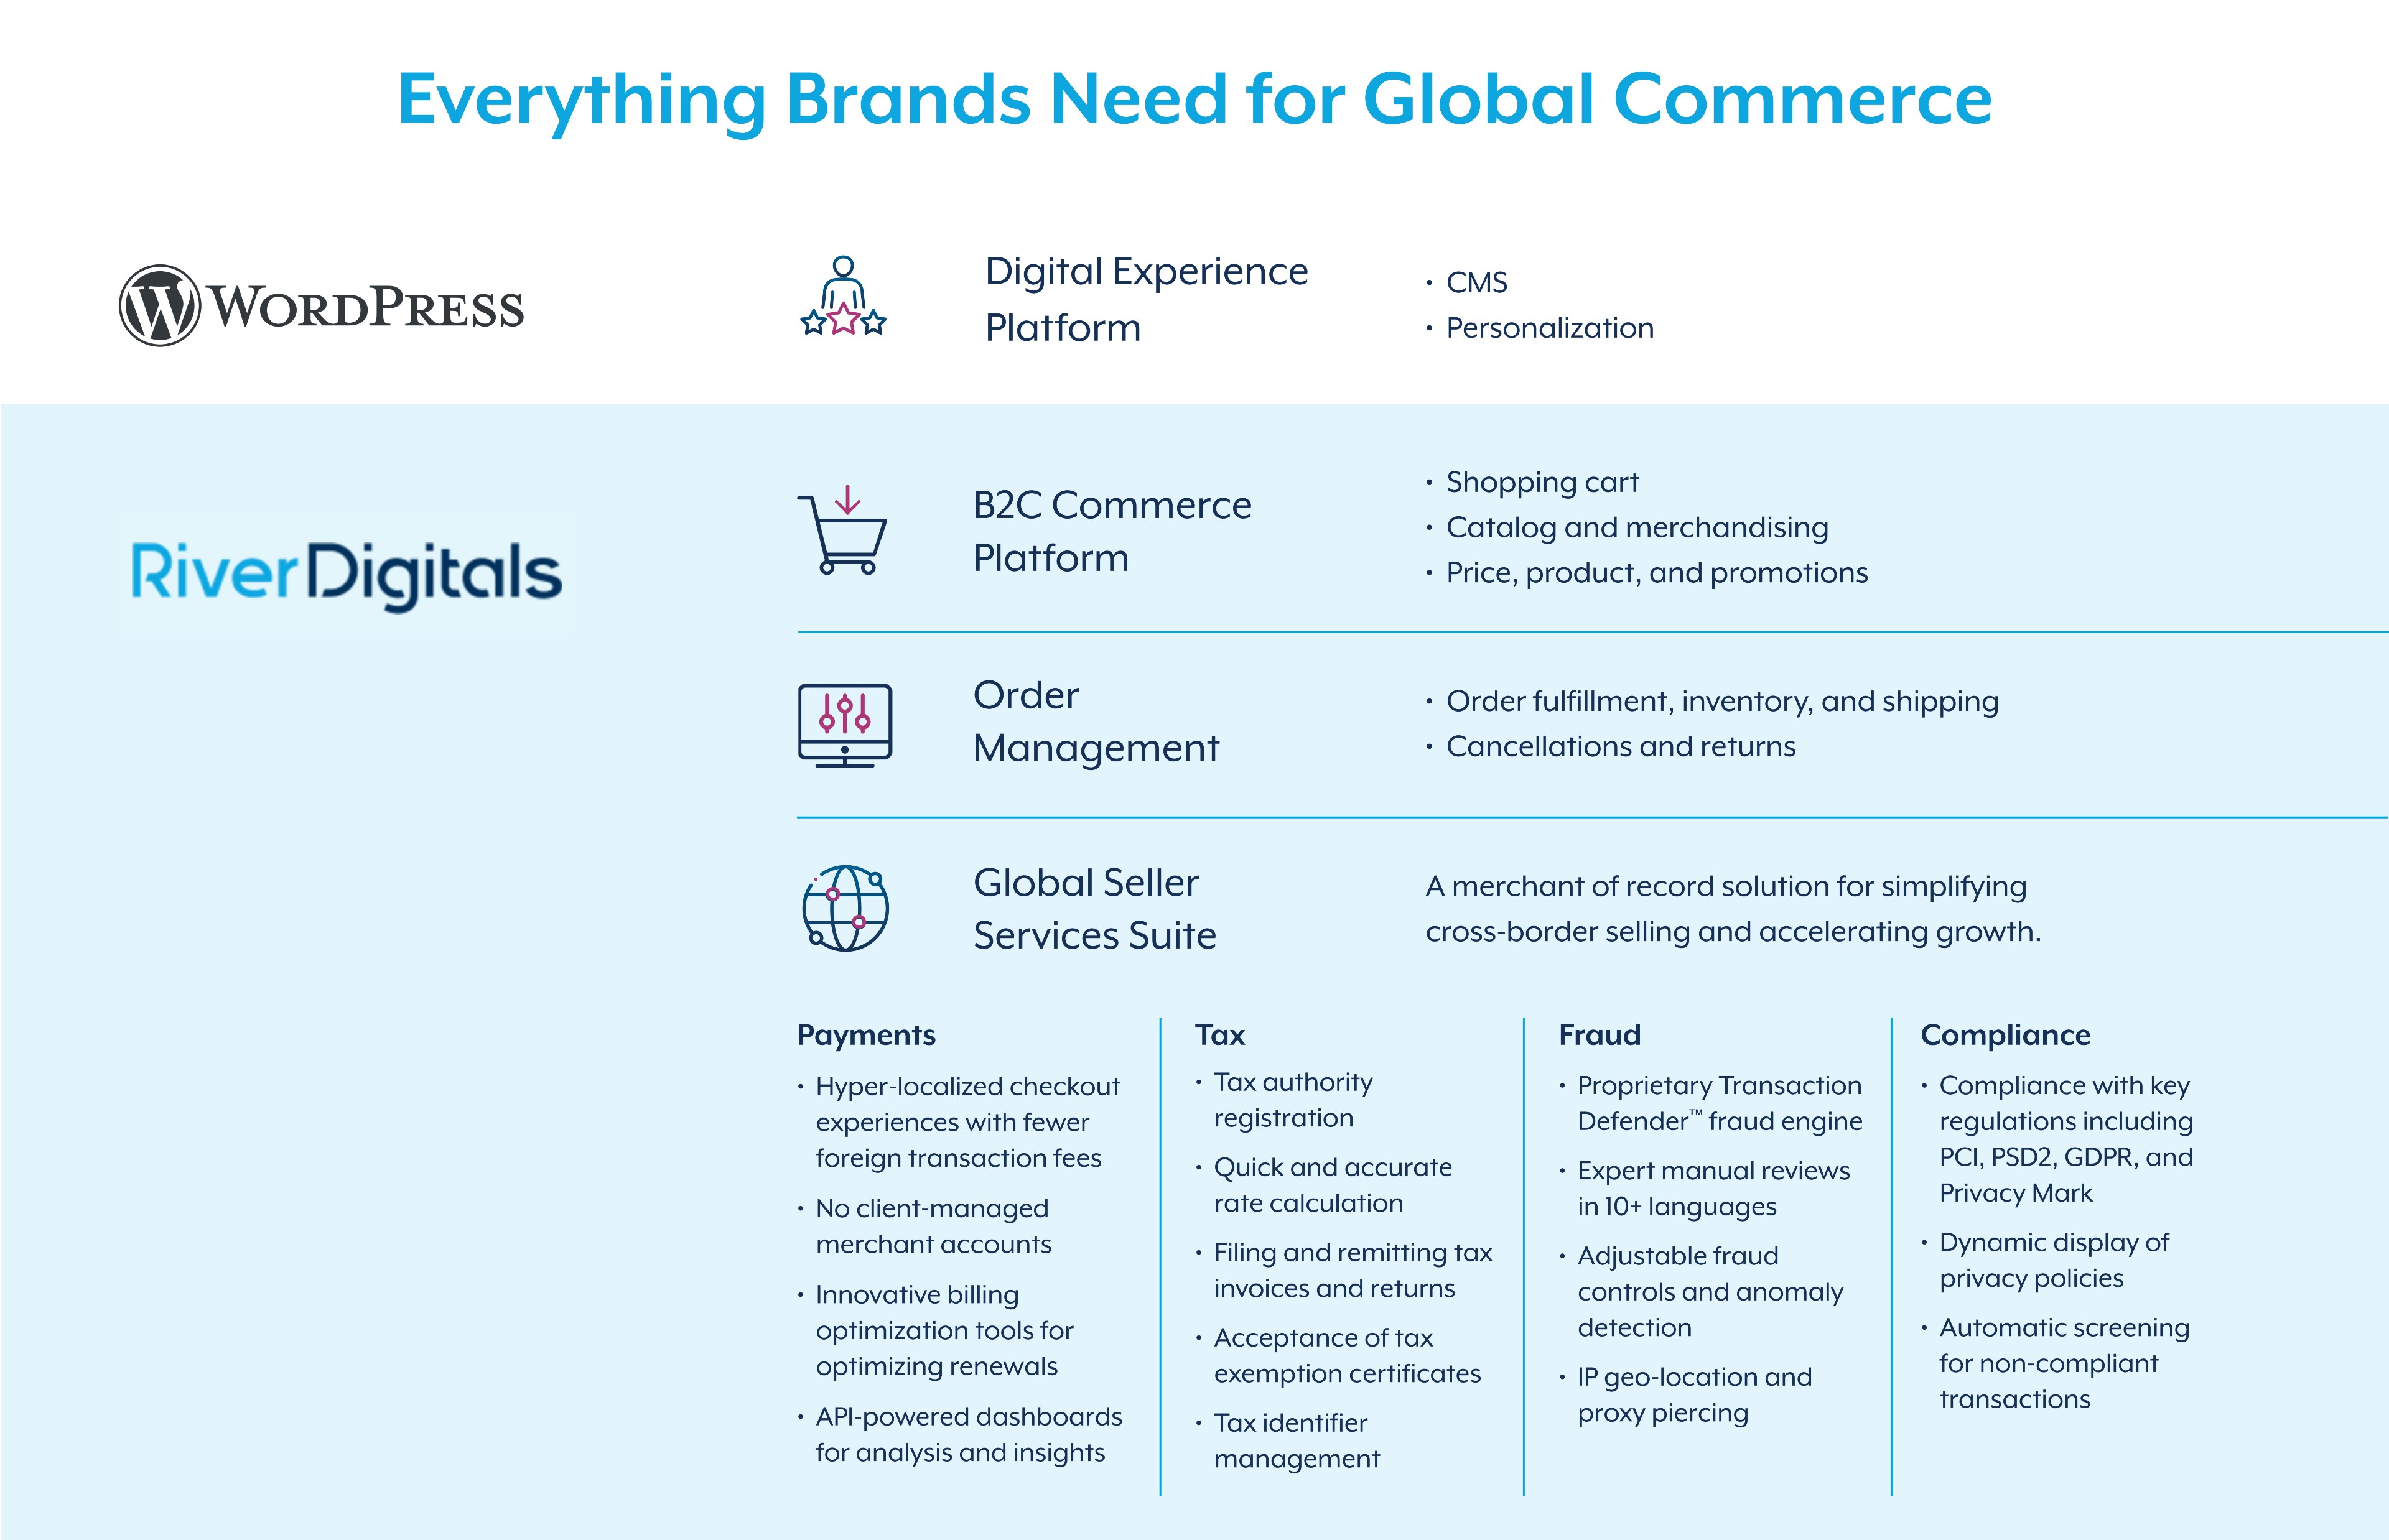 Everything Brands Need for Global Commerce
WORDPRESS
Digital Experience
Platform
• CMS
• Personalization
RiverDigitals
B2C Commerce
Platform
• Shopping cart
• Catalog and merchandising
• Price, product, and promotions
Order
Management
• Order fulfillment, inventory, and shipping
• Cancellations and returns
Global Seller
Services Suite
A merchant of record solution for simplifying
cross-border selling and accelerating growth.
Payments
• Hyper-localized checkout
experiences with fewer
foreign transaction fees
• No client-managed
merchant accounts
• Innovative billing
optimization tools for
optimizing renewals
• API-powered dashboards
for analysis and insights
Tax
• Tax authority
registration
• Quick and accurate
rate calculation
• Filing and remitting tax
invoices and returns
• Acceptance of tax
exemption certificates
• Tax identifier
management
Fraud
• Proprietary Transaction
Defender™ fraud engine
• Expert manual reviews
in 10+ languages
• Adjustable fraud
controls and anomaly
detection
• IP geo-location and
proxy piercing
Compliance
• Compliance with key
regulations including
PCI, PSD2, GDPR, and
Privacy Mark
• Dynamic display of
privacy policies
• Automatic screening
for non-compliant
transactions